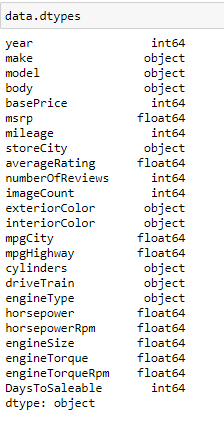 data.dtypes
year int64
make object
model object
body object
basePrice int64
msrp float64
mileage int64
storeCity object
averageRating float64
numberOfReviews int64
imageCount int64
exteriorColor object
interiorColor object
mpgCity float64
mpgHighway float64
cylinders object
driveTrain object
engineType object
horsepower float64
horsepowerRpm float64
engineSize float64
engineTorque float64
engineTorqueRpm float64
DaysToSaleable int64
dtype: object